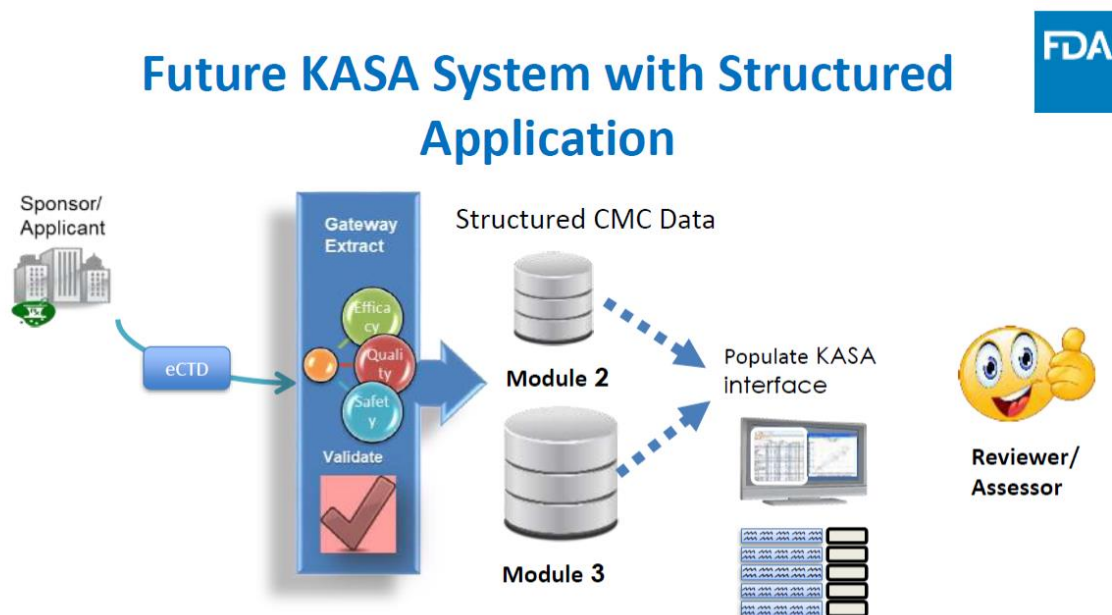 FDA
Future KASA System with Structured
Application
Sponsor/
Applicant
eCTD
Gateway
Extract
Effica
cy
Quali
ty
Safet
y
Validate
Structured CMC Data
Module 2
Module 3
Populate KASA
interface
Reviewer/
Assessor